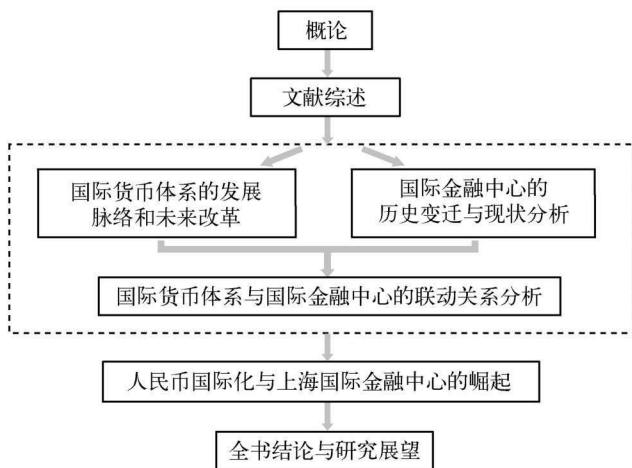 概论
文献综述
国际货币体系的发展
脉络和未来改革
国际金融中心的
历史变迁与现状分析
国际货币体系与国际金融中心的联动关系分析
人民币国际化与上海国际金融中心的崛起
全书结论与研究展望